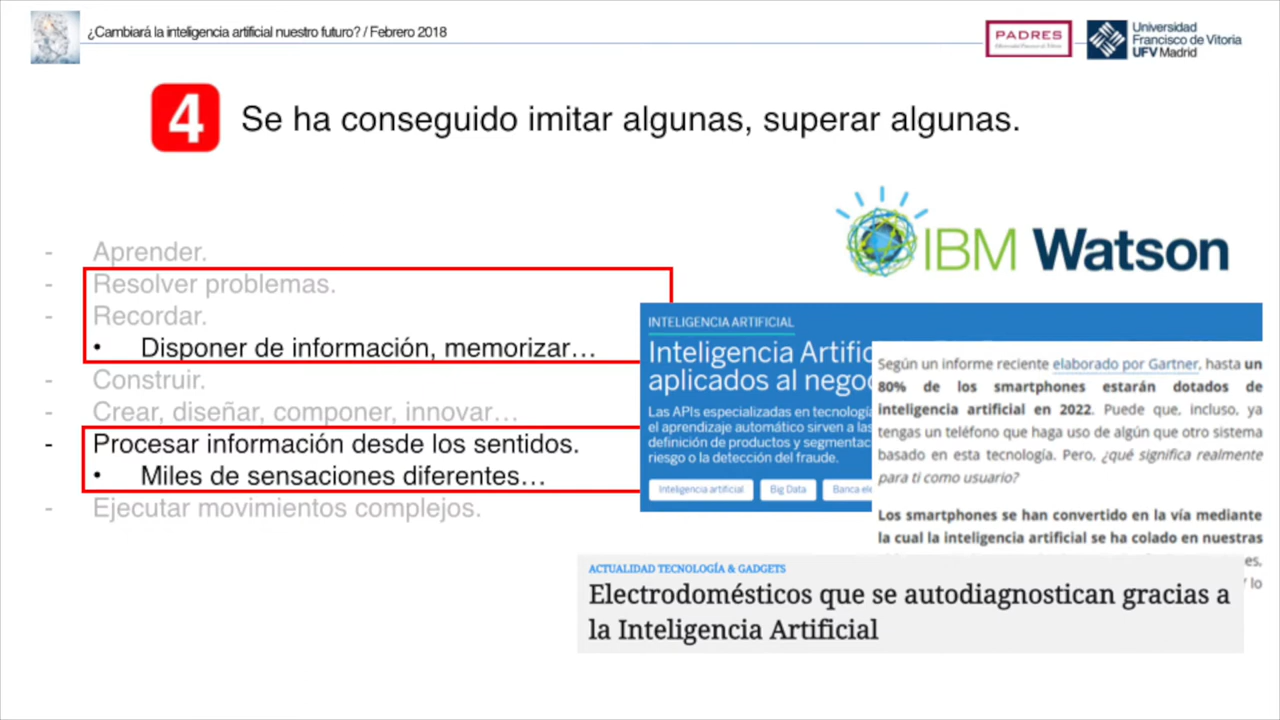 ¿Cambiará la inteligencia artificial nuestro futuro? / Febrero 2018
PADRES
Universidad
Francisco de Vitoria
UFV Madrid
4
Se ha conseguido imitar algunas, superar algunas.
- Aprender.
- Resolver problemas.
- Recordar.
• Disponer de información, memorizar…
- Construir.
- Crear, diseñar, componer, innovar…
- Procesar información desde los sentidos.
• Miles de sensaciones diferentes…
- Ejecutar movimientos complejos.
IBM Watson
INTELIGENCIA ARTIFICIAL
Inteligencia Artific
aplicados al negoc
Las APIs especializadas en tecnología
el aprendizaje automático sirven a las
definición de productos y segmentac
riesgo o la detección del fraude.
Inteligencia artificial
Big Data
Banca ele
Según un informe reciente elaborado por Gartner, hasta un
80% de los smartphones estarán dotados de
inteligencia artificial en 2022. Puede que, incluso, ya
tengas un teléfono que haga uso de algún que otro sistema
basado en esta tecnología. Pero, ¿qué significa realmente
para ti como usuario?
Los smartphones se han convertido en la vía mediante
la cual la inteligencia artificial se ha colado en nuestras
es,
lo
ACTUALIDAD TECNOLOGÍA & GADGETS
Electrodomésticos que se autodiagnostican gracias a
la Inteligencia Artificial